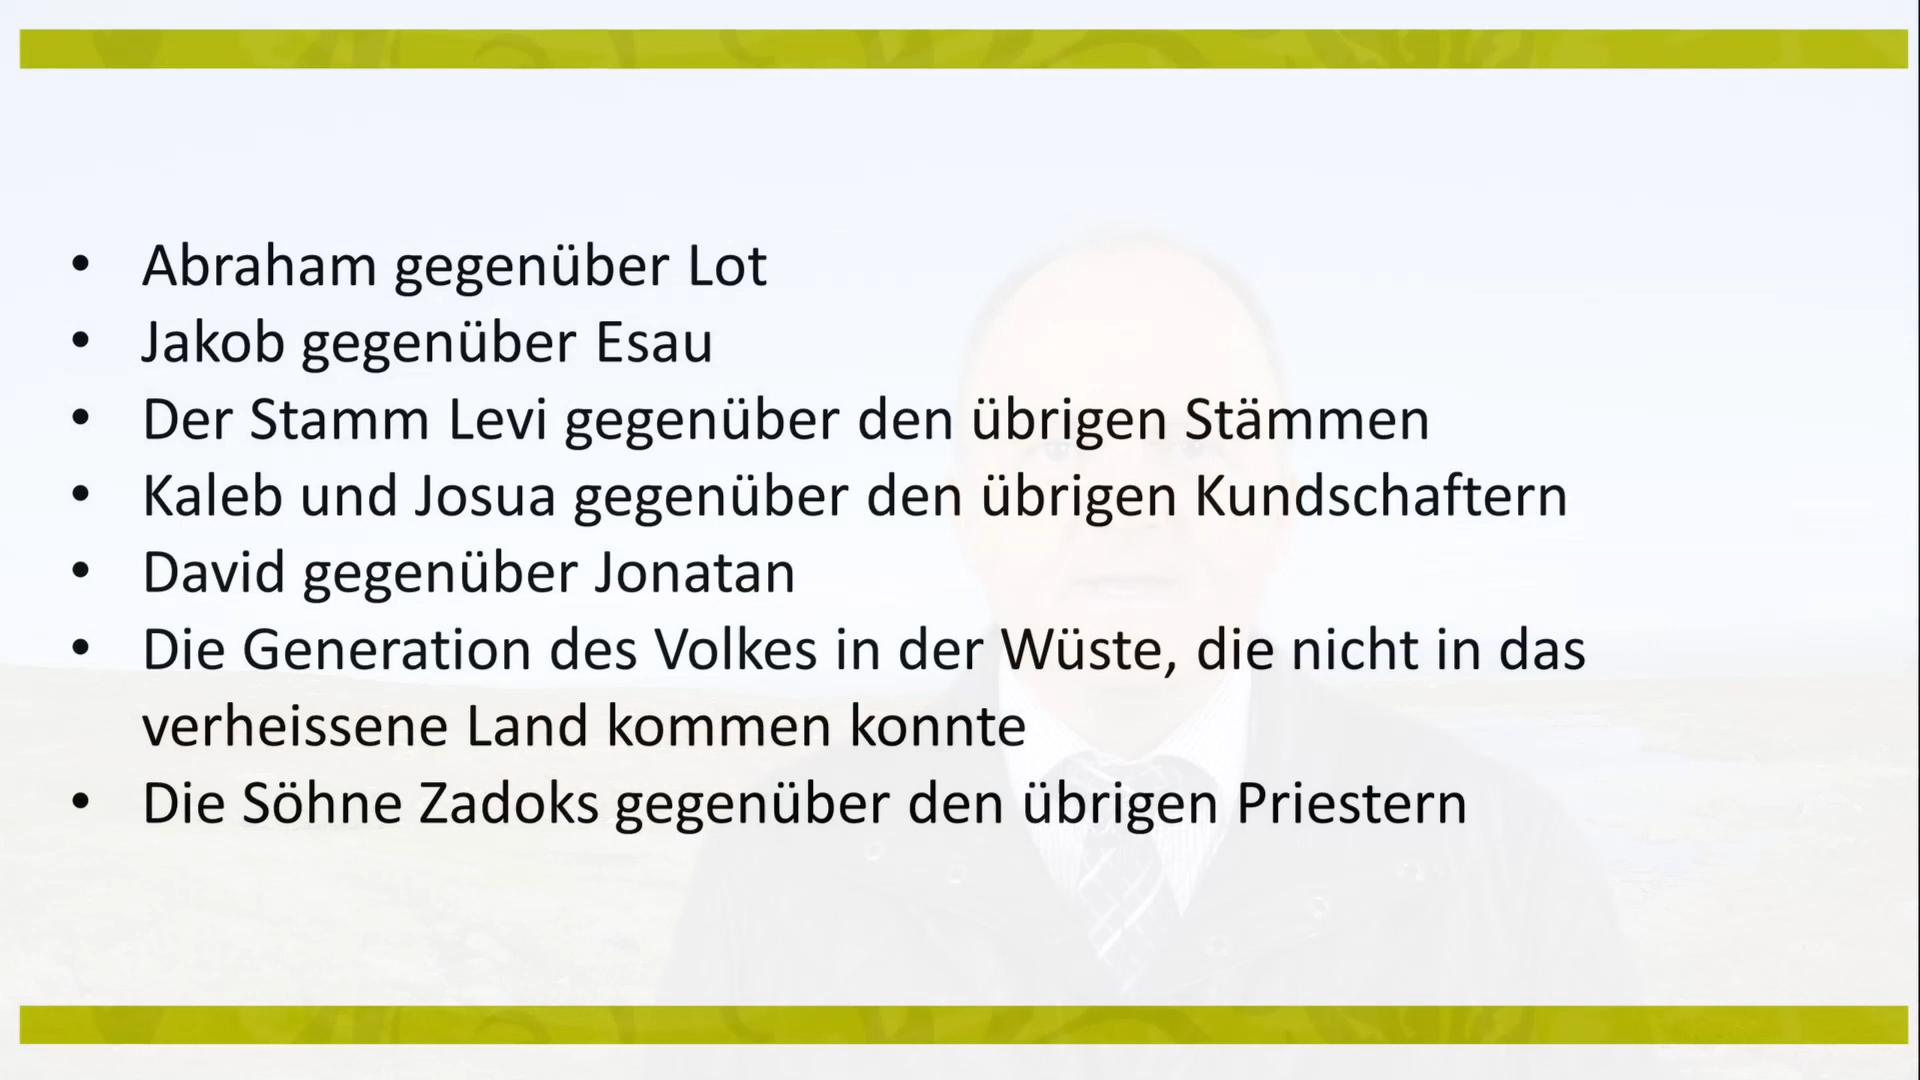 • Abraham gegenüber Lot
• Jakob gegenüber Esau
• Der Stamm Levi gegenüber den übrigen Stämmen
• Kaleb und Josua gegenüber den übrigen Kundschaftern
• David gegenüber Jonatan
• Die Generation des Volkes in der Wüste, die nicht in das
verheissene Land kommen konnte
• Die Söhne Zadoks gegenüber den übrigen Priestern